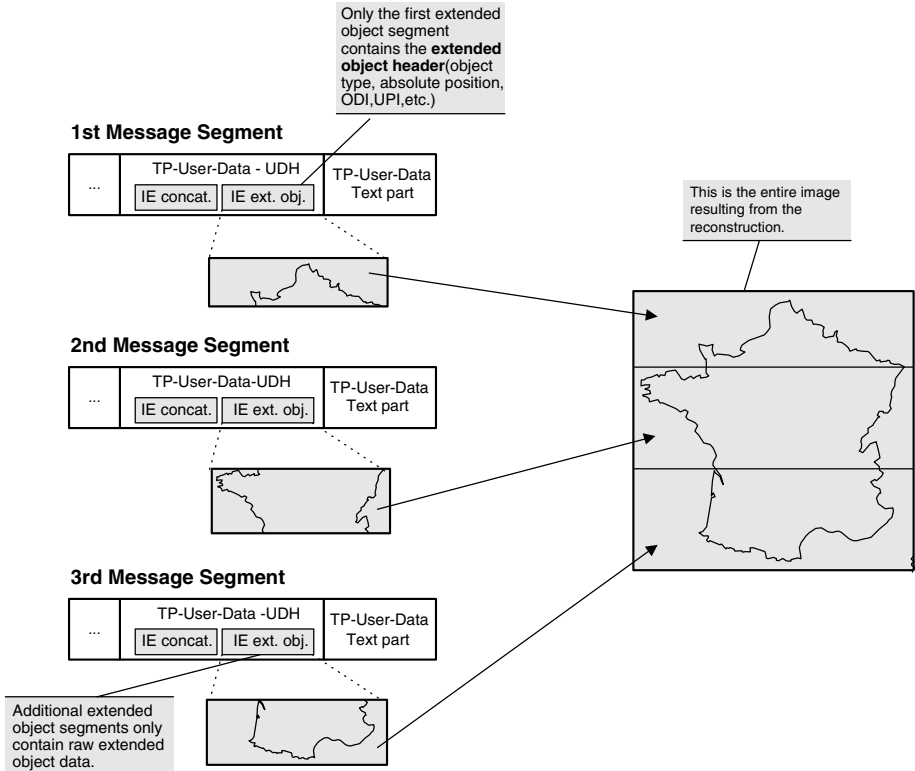 Only the first extended
object segment
contains the extended
object header(object
type, absolute position,
ODI,UPI,etc.)
1st Message Segment
...
TP-User-Data - UDH
IE concat.
IE ext. obj.
TP-User-Data
Text part
This is the entire image
resulting from the
reconstruction.
2nd Message Segment
...
TP-User-Data-UDH
IE concat.
IE ext. obj.
TP-User-Data
Text part
3rd Message Segment
...
TP-User-Data -UDH
IE concat.
IE ext. obj.
TP-User-Data
Text part
Additional extended
object segments only
contain raw extended
object data.